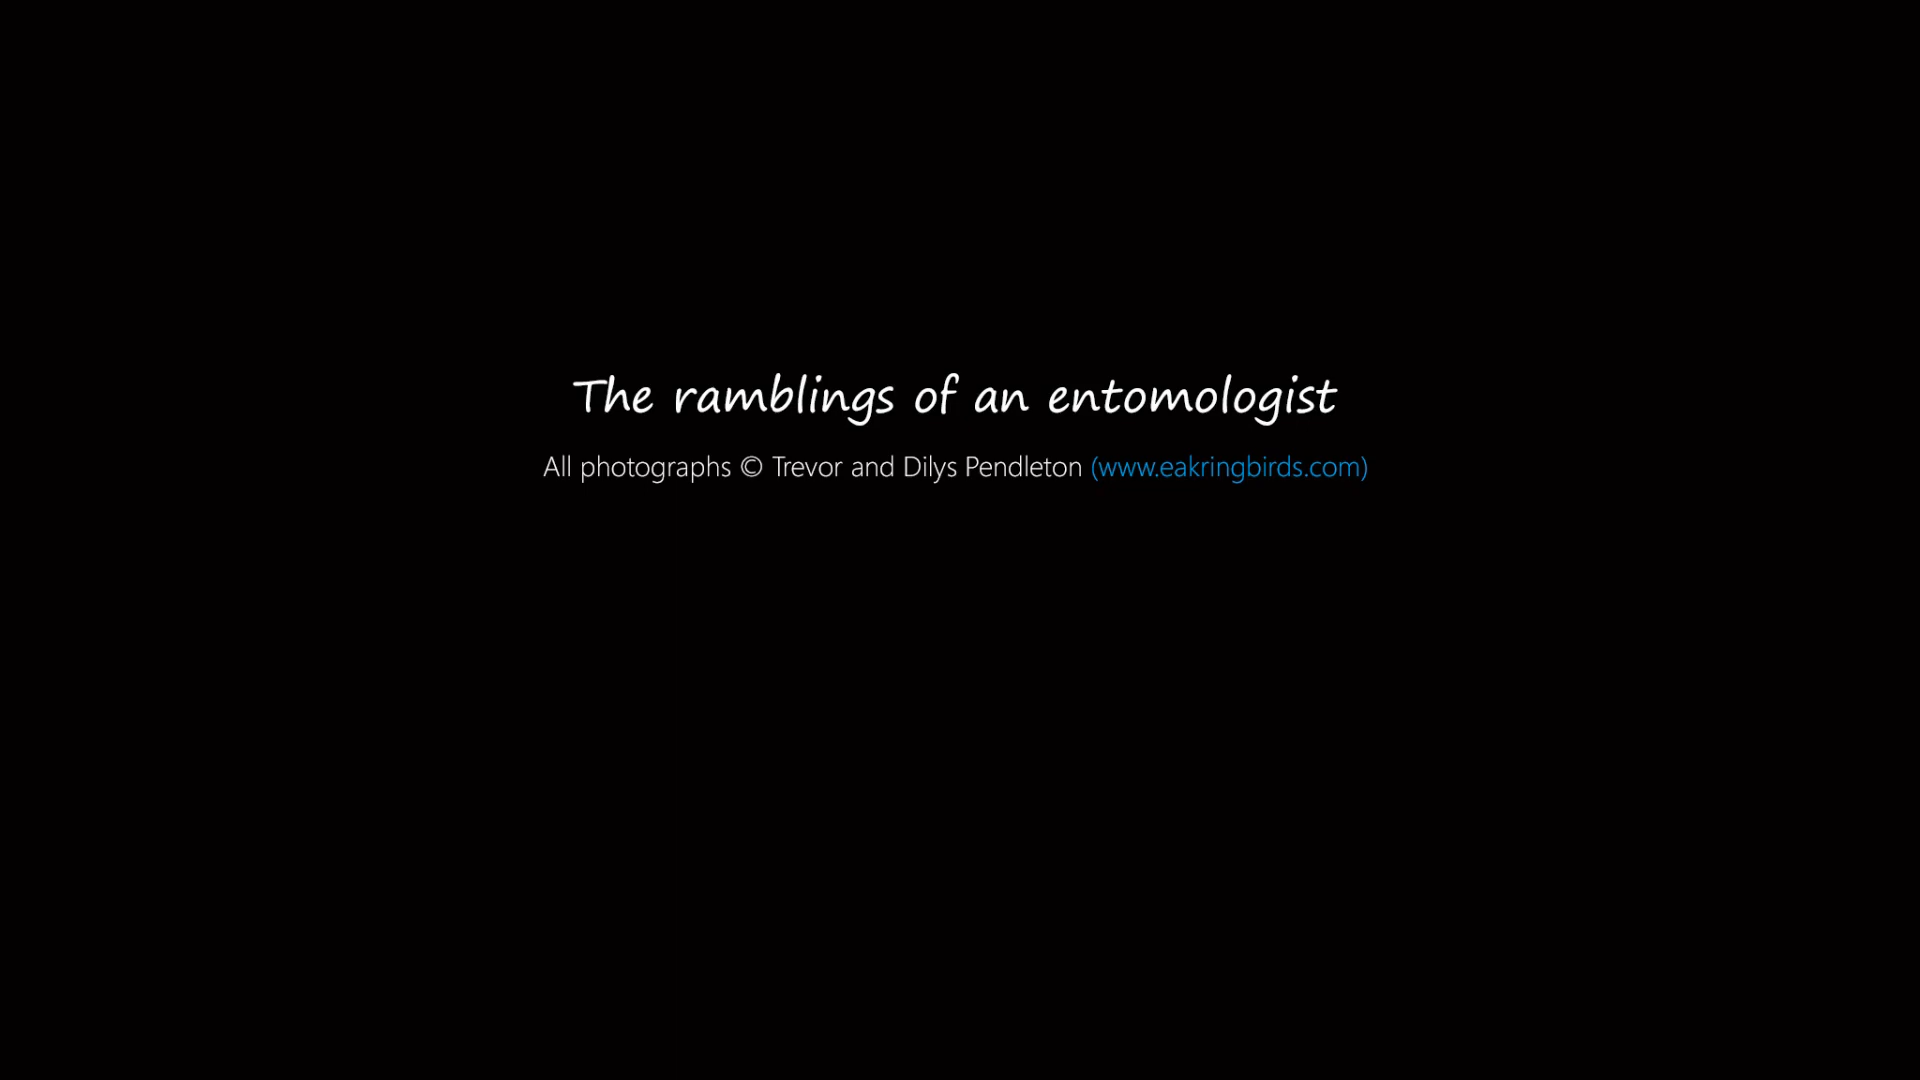 The ramblings of an entomologist
All photographs © Trevor and Dilys Pendleton (www.eakringbirds.com)